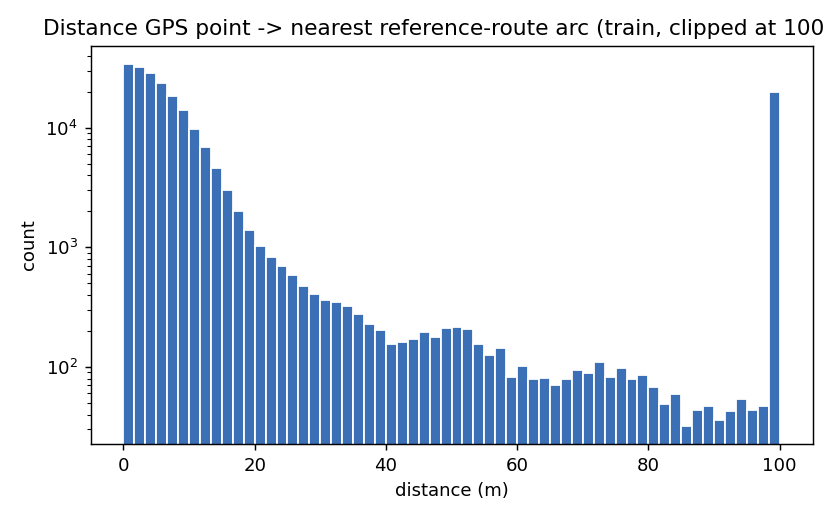 Distance GPS point -> nearest reference-route arc (train, clipped at 100
10^4
10^3
10^2
count
0 20 40 60 80 100
distance (m)